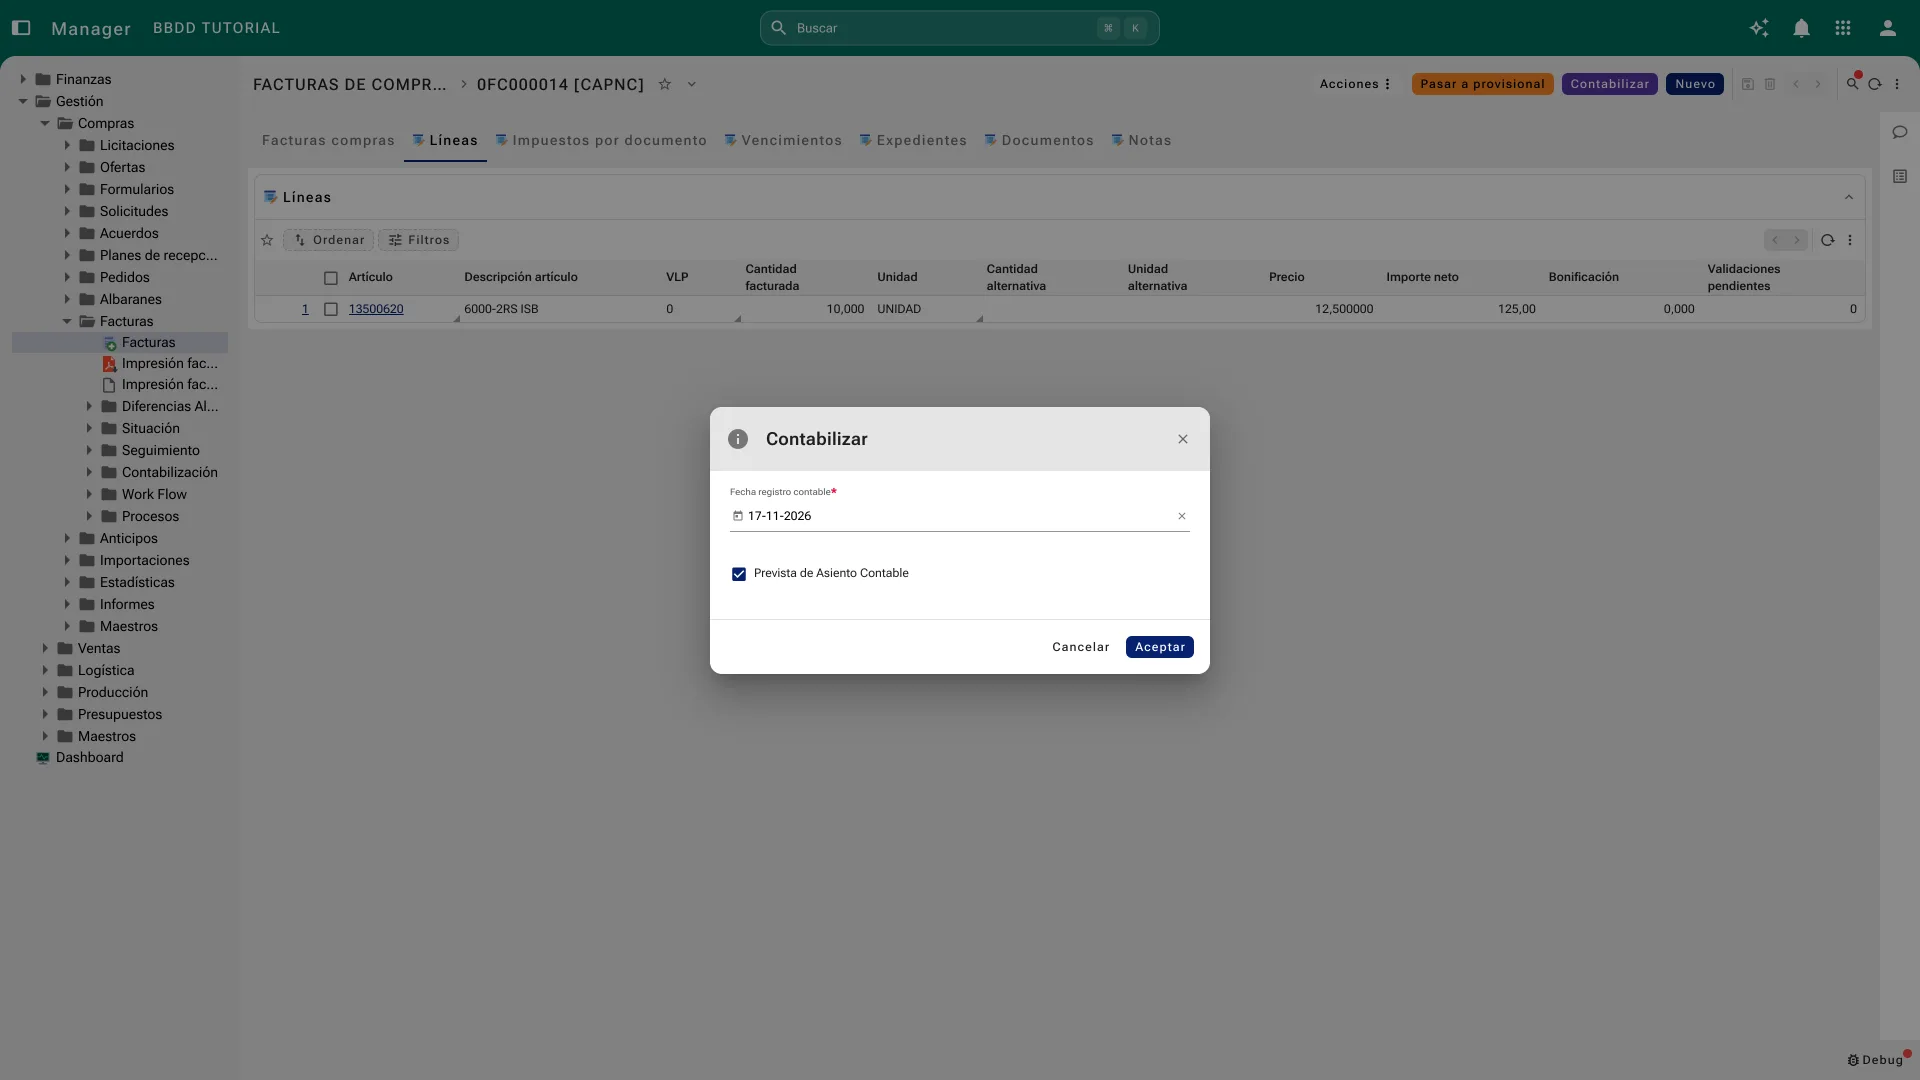 Manager
BBDD TUTORIAL
Buscar
⌘ K
Finanzas
Gestión
Compras
Licitaciones
Ofertas
Formularios
Solicitudes
Acuerdos
Planes de recepc...
Pedidos
Albaranes
Facturas
Facturas
Impresión fac...
Impresión fac...
Diferencias Al...
Situación
Seguimiento
Contabilización
Work Flow
Procesos
Anticipos
Importaciones
Estadísticas
Informes
Maestros
Ventas
Logística
Producción
Presupuestos
Maestros
Dashboard
FACTURAS DE COMPR... > 0FC000014 [CAPNC]
Acciones
Pasar a provisional
Contabilizar
Nuevo
Facturas compras
Líneas
Impuestos por documento
Vencimientos
Expedientes
Documentos
Notas
Líneas
Ordenar
Filtros
Artículo
Descripción artículo
VLP
Cantidad facturada
Unidad
Cantidad alternativa
Unidad alternativa
Precio
Importe neto
Bonificación
Validaciones pendientes
1 13500620 6000-2RS ISB 0 10,000 UNIDAD 12,500000 125,00 0,000 0
Contabilizar
Fecha registro contable*
17-11-2026
Prevista de Asiento Contable
Cancelar
Aceptar
Debug